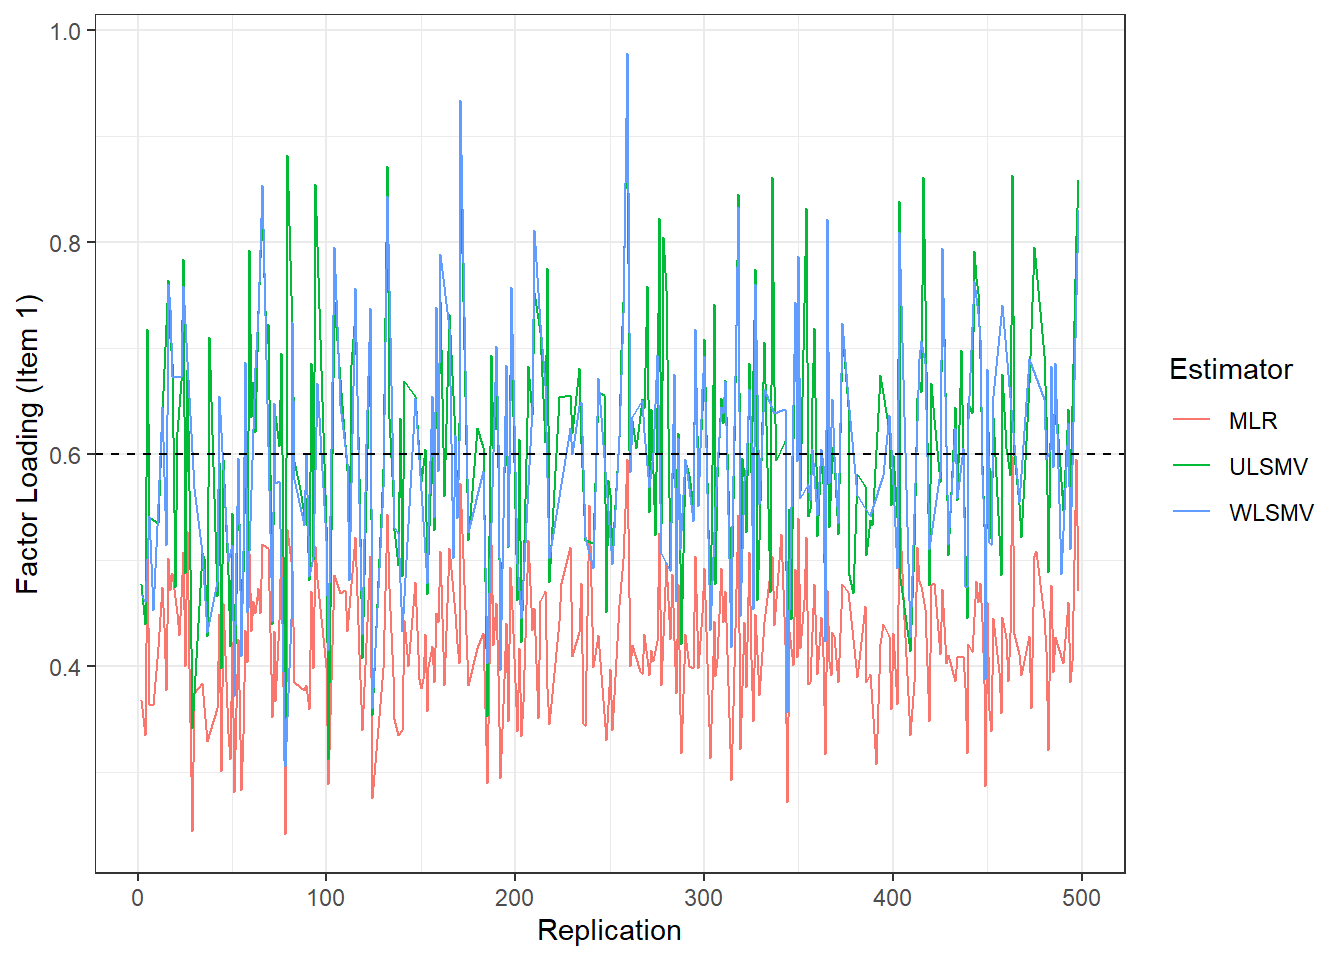 Factor Loading (Item 1)
1.0
0.8
0.6
0.4
0 100 200 300 400 500
Replication
Estimator
MLR
ULSMV
WLSMV